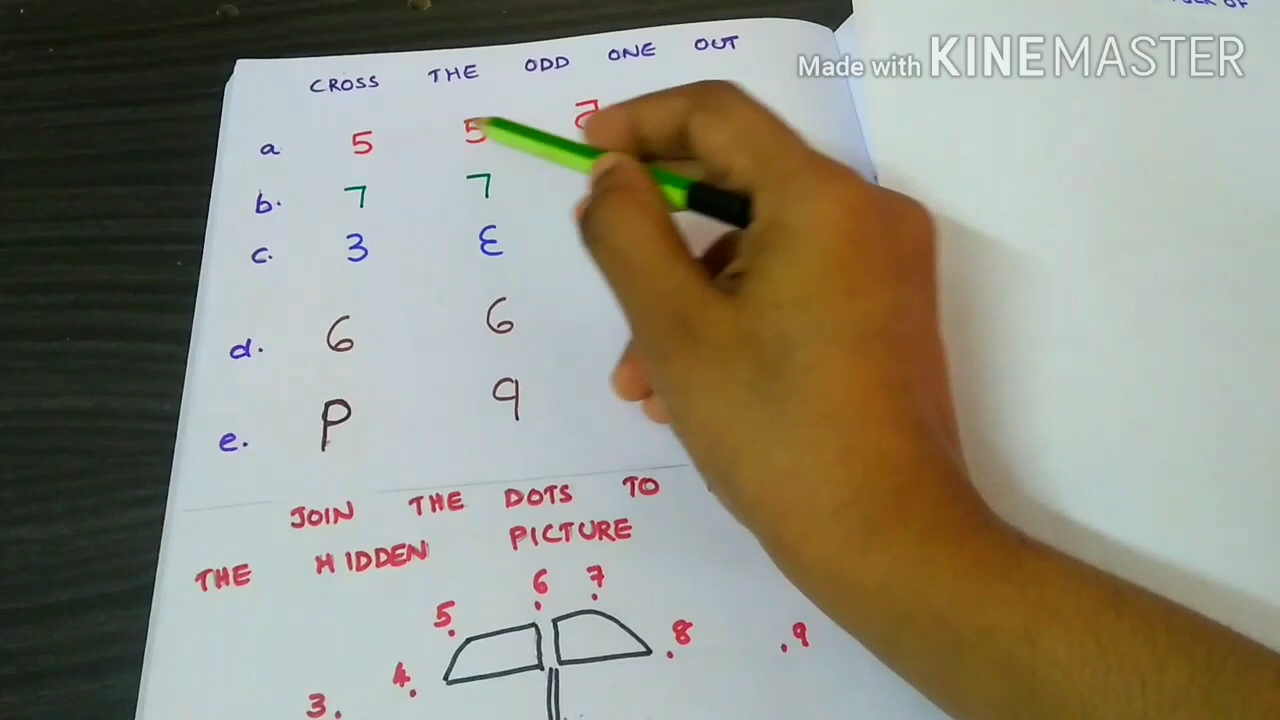 Made with KINEMASTER
CROSS THE ODD ONE OUT
a 5 5
b. 7 7
c. 3 Ɛ
d. 6 6
e. P 9
JOIN THE DOTS TO
THE HIDDEN PICTURE
6 7
5
8 9
4
3